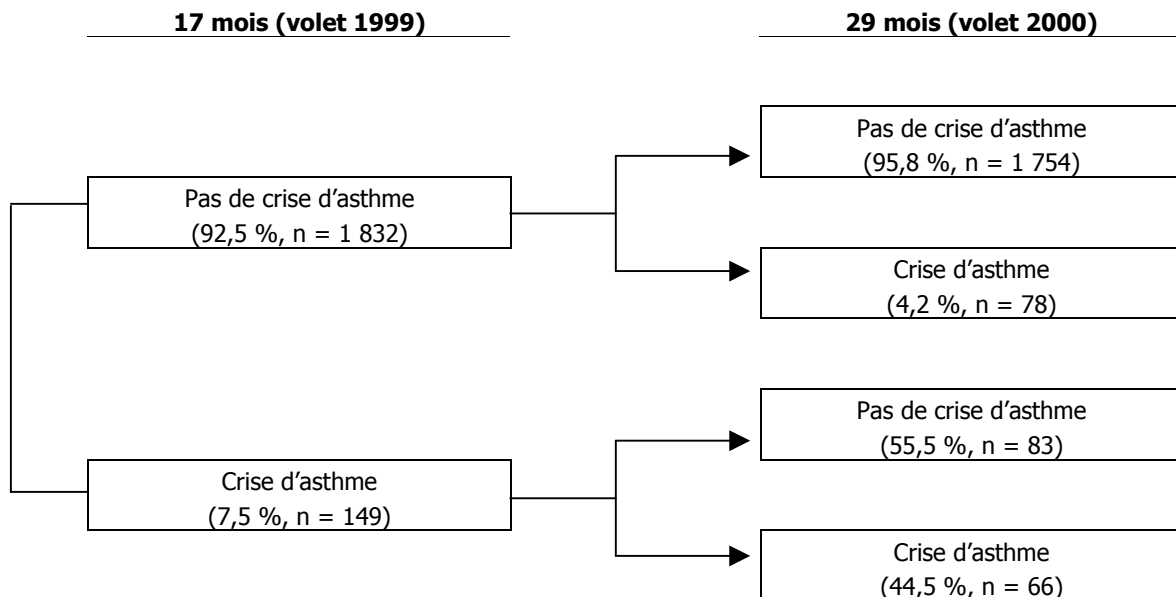 17 mois (volet 1999)
29 mois (volet 2000)
Pas de crise d’asthme
(95,8 %, n = 1 754)
Pas de crise d’asthme
(92,5 %, n = 1 832)
Crise d’asthme
(4,2 %, n = 78)
Pas de crise d’asthme
(55,5 %, n = 83)
Crise d’asthme
(7,5 %, n = 149)
Crise d’asthme
(44,5 %, n = 66)